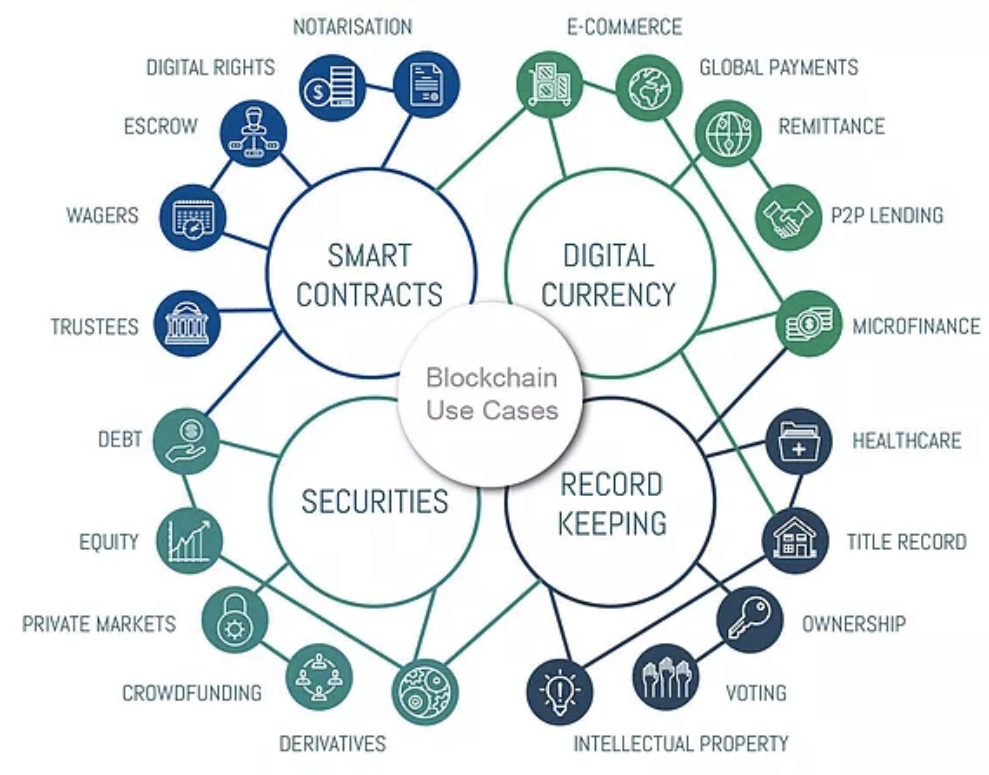 NOTARISATION
E-COMMERCE
DIGITAL RIGHTS
GLOBAL PAYMENTS
ESCROW
REMITTANCE
WAGERS
P2P LENDING
SMART
CONTRACTS
DIGITAL
CURRENCY
TRUSTEES
MICROFINANCE
Blockchain
Use Cases
DEBT
HEALTHCARE
SECURITIES
RECORD
KEEPING
EQUITY
TITLE RECORD
PRIVATE MARKETS
OWNERSHIP
CROWDFUNDING
VOTING
DERIVATIVES
INTELLECTUAL PROPERTY